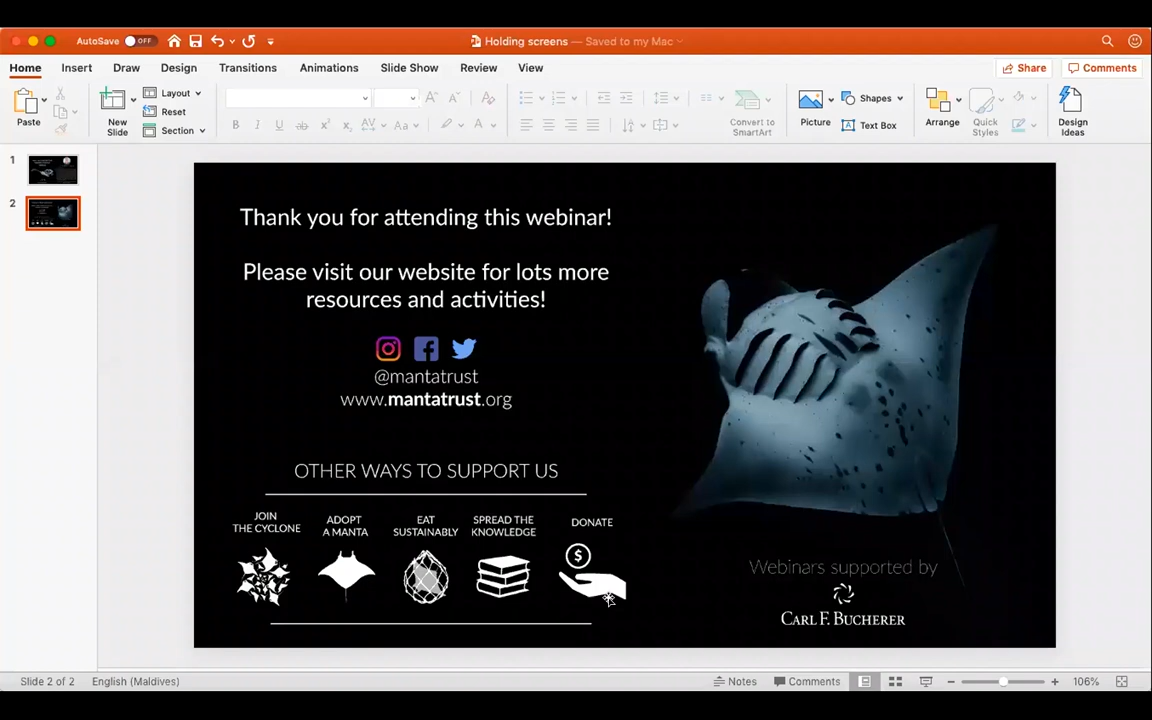 AutoSave OFF
Holding screens — Saved to my Mac
Home Insert Draw Design Transitions Animations Slide Show Review View
Share Comments
Paste
New Slide
Layout
Reset
Section
Convert to SmartArt
Picture
Shapes
Text Box
Arrange
Quick Styles
Design Ideas
1
2
Thank you for attending this webinar!
Please visit our website for lots more
resources and activities!
@mantatrust
www.mantatrust.org
OTHER WAYS TO SUPPORT US
JOIN
THE CYCLONE
ADOPT
A MANTA
EAT
SUSTAINABLY
SPREAD THE
KNOWLEDGE
DONATE
$
Webinars supported by
CARL F. BUCHERER
Slide 2 of 2 English (Maldives) Notes Comments 106%